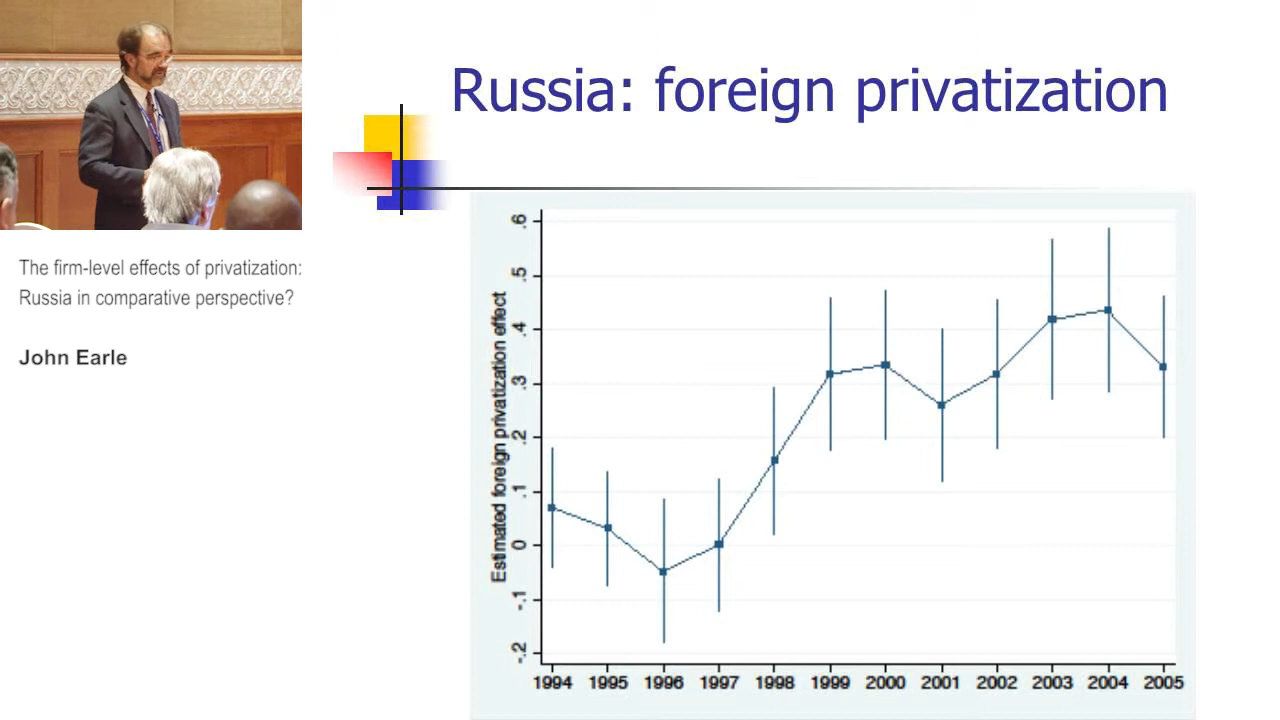 Russia: foreign privatization
The firm-level effects of privatization:
Russia in comparative perspective?
John Earle
Estimated foreign privatization effect
.6
.5
.4
.3
.2
.1
0
-.1
-.2
1994 1995 1996 1997 1998 1999 2000 2001 2002 2003 2004 2005